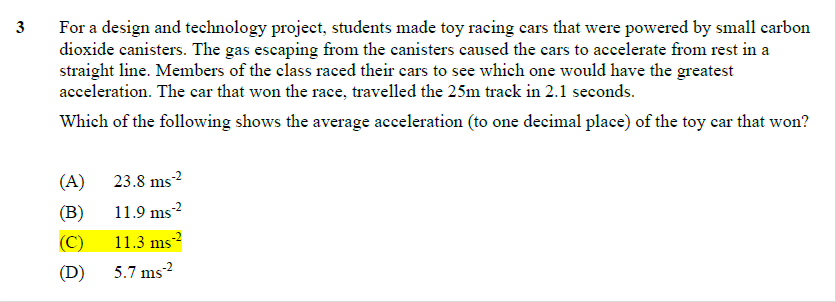 3 For a design and technology project, students made toy racing cars that were powered by small carbon
dioxide canisters. The gas escaping from the canisters caused the cars to accelerate from rest in a
straight line. Members of the class raced their cars to see which one would have the greatest
acceleration. The car that won the race, travelled the 25m track in 2.1 seconds.
Which of the following shows the average acceleration (to one decimal place) of the toy car that won?
(A) 23.8 ms⁻²
(B) 11.9 ms⁻²
(C) 11.3 ms⁻²
(D) 5.7 ms⁻²